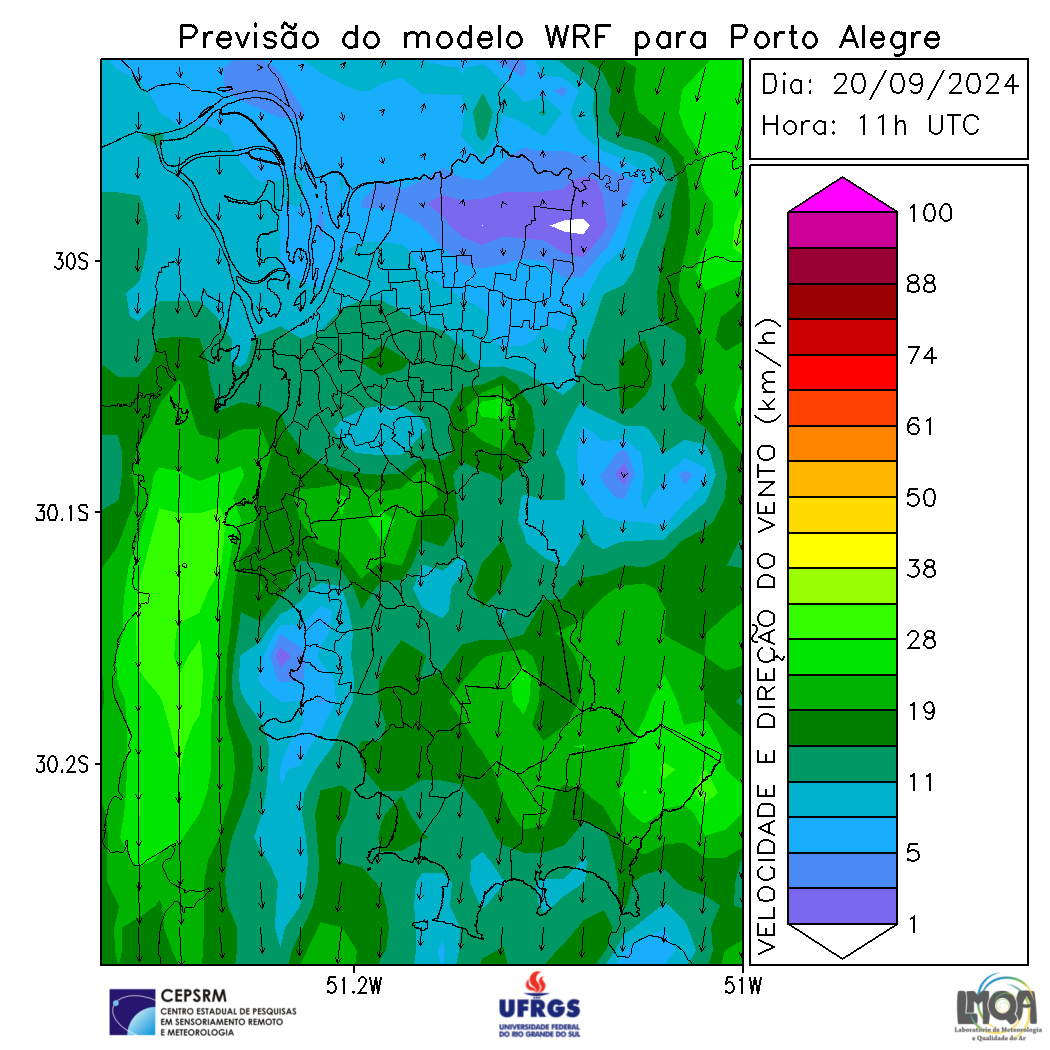 Previsão do modelo WRF para Porto Alegre
Dia: 20/09/2024
Hora: 11h UTC
30S
30.1S
30.2S
51.2W
51W
VELOCIDADE E DIREÇÃO DO VENTO (km/h)
100
88
74
61
50
38
28
19
11
5
1
CEPSRM
CENTRO ESTADUAL DE PESQUISAS
EM SENSORIAMENTO REMOTO
E METEOROLOGIA
UFRGS
UNIVERSIDADE FEDERAL
DO RIO GRANDE DO SUL
LMQA
Laboratório de Meteorologia
e Qualidade do Ar